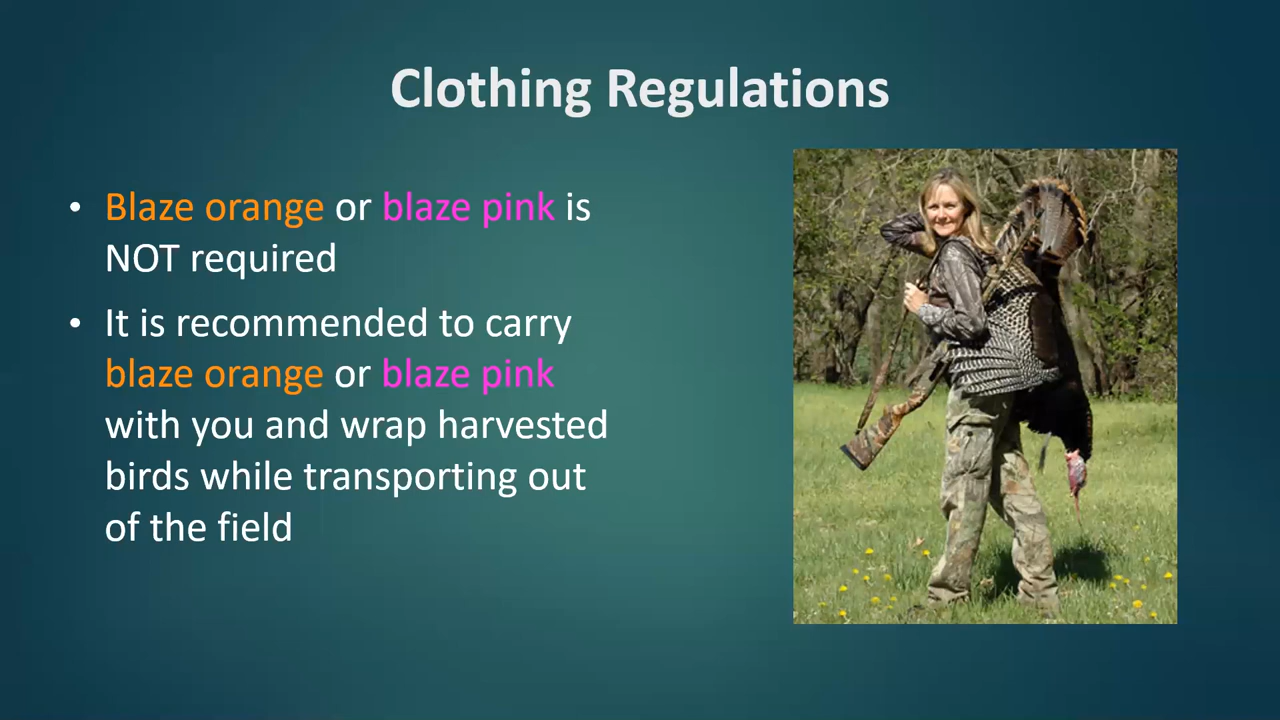 Clothing Regulations
• Blaze orange or blaze pink is
NOT required
• It is recommended to carry
blaze orange or blaze pink
with you and wrap harvested
birds while transporting out
of the field